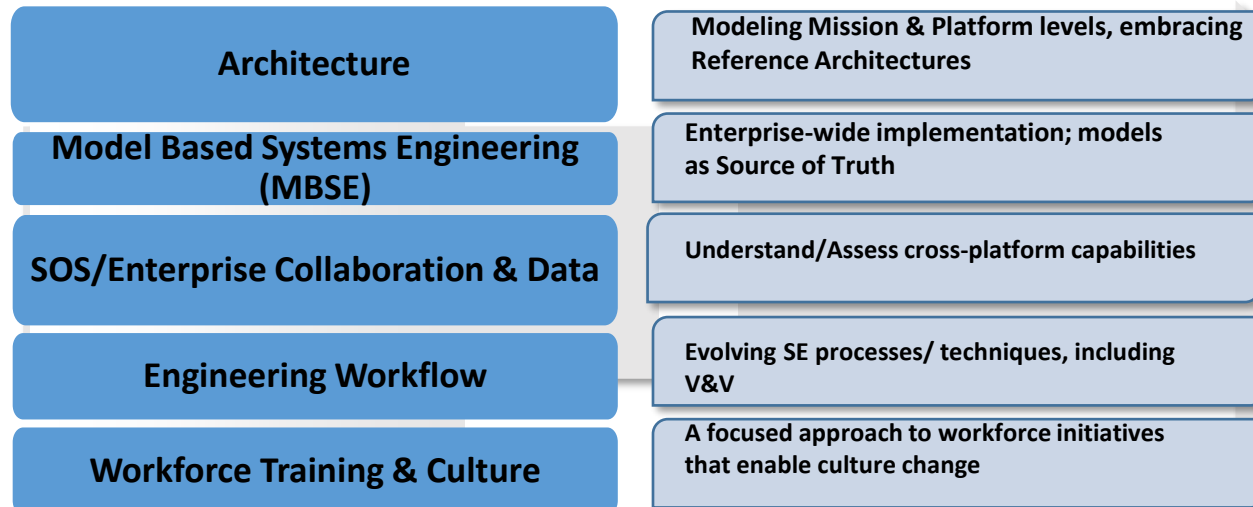 Architecture
Modeling Mission & Platform levels, embracing
Reference Architectures
Model Based Systems Engineering
(MBSE)
Enterprise-wide implementation; models
as Source of Truth
SOS/Enterprise Collaboration & Data
Understand/Assess cross-platform capabilities
Engineering Workflow
Evolving SE processes/ techniques, including
V&V
Workforce Training & Culture
A focused approach to workforce initiatives
that enable culture change